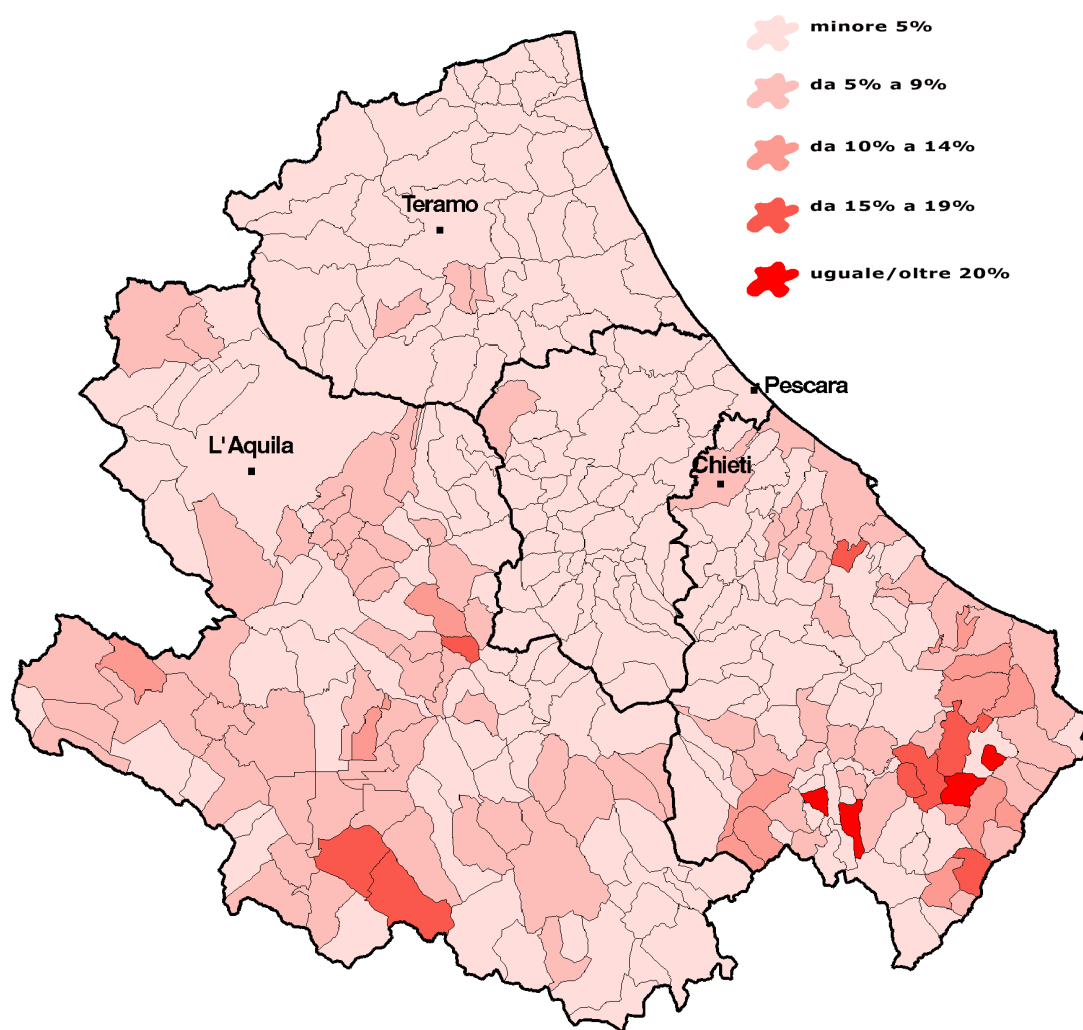 minore 5%
da 5% a 9%
da 10% a 14%
da 15% a 19%
uguale/oltre 20%
Teramo
Pescara
L'Aquila
Chieti